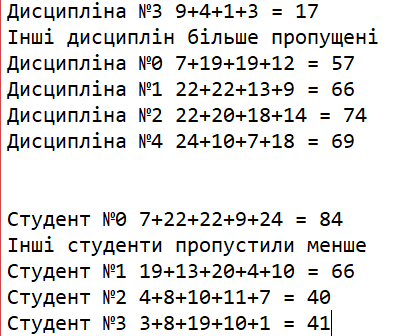 Дисципліна №3 9+4+1+3 = 17
Інші дисциплін більше пропущені
Дисципліна №0 7+19+19+12 = 57
Дисципліна №1 22+22+13+9 = 66
Дисципліна №2 22+20+18+14 = 74
Дисципліна №4 24+10+7+18 = 69
Студент №0 7+22+22+9+24 = 84
Інші студенти пропустили менше
Студент №1 19+13+20+4+10 = 66
Студент №2 4+8+10+11+7 = 40
Студент №3 3+8+19+10+1 = 41